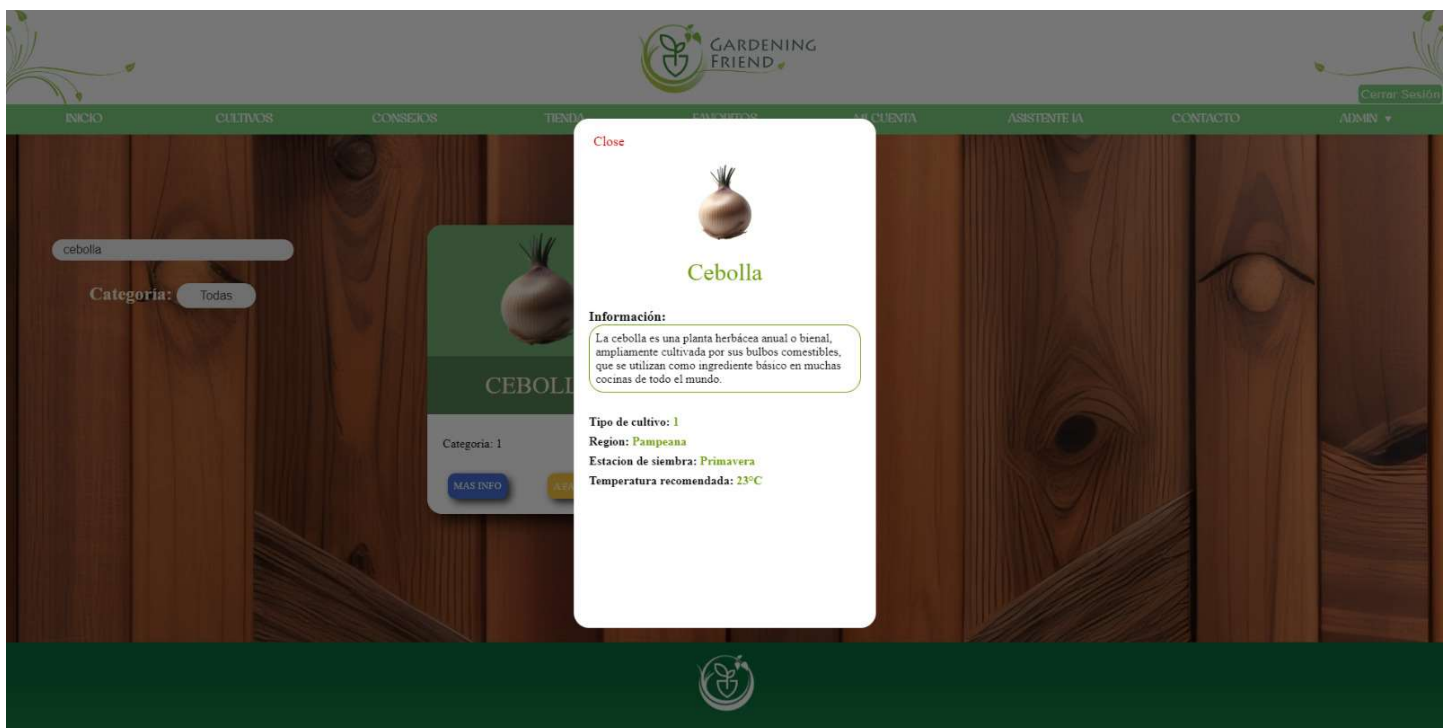 GARDENING
FRIEND
Cerrar Sesión
INICIO
CULTIVOS
CONSEJOS
TIENDA
FAVORITOS
MI CUENTA
ASISTENTE IA
CONTACTO
ADMIN ▼
cebolla
Categoria: Todas
CEBOLL
Categoria: 1
MAS INFO
Close
Cebolla
Información:
La cebolla es una planta herbácea anual o bienal,
ampliamente cultivada por sus bulbos comestibles,
que se utilizan como ingrediente básico en muchas
cocinas de todo el mundo.
Tipo de cultivo: 1
Region: Pampeana
Estacion de siembra: Primavera
Temperatura recomendada: 23°C